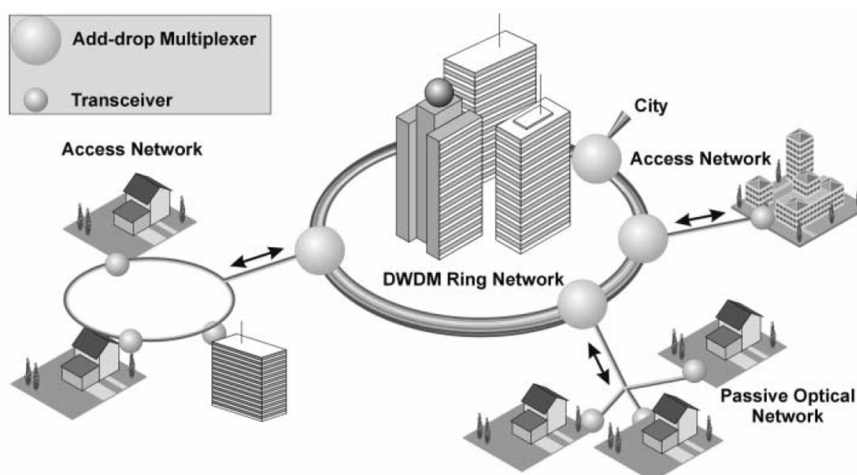 Add-drop Multiplexer
Transceiver
Access Network
City
Access Network
DWDM Ring Network
Passive Optical
Network